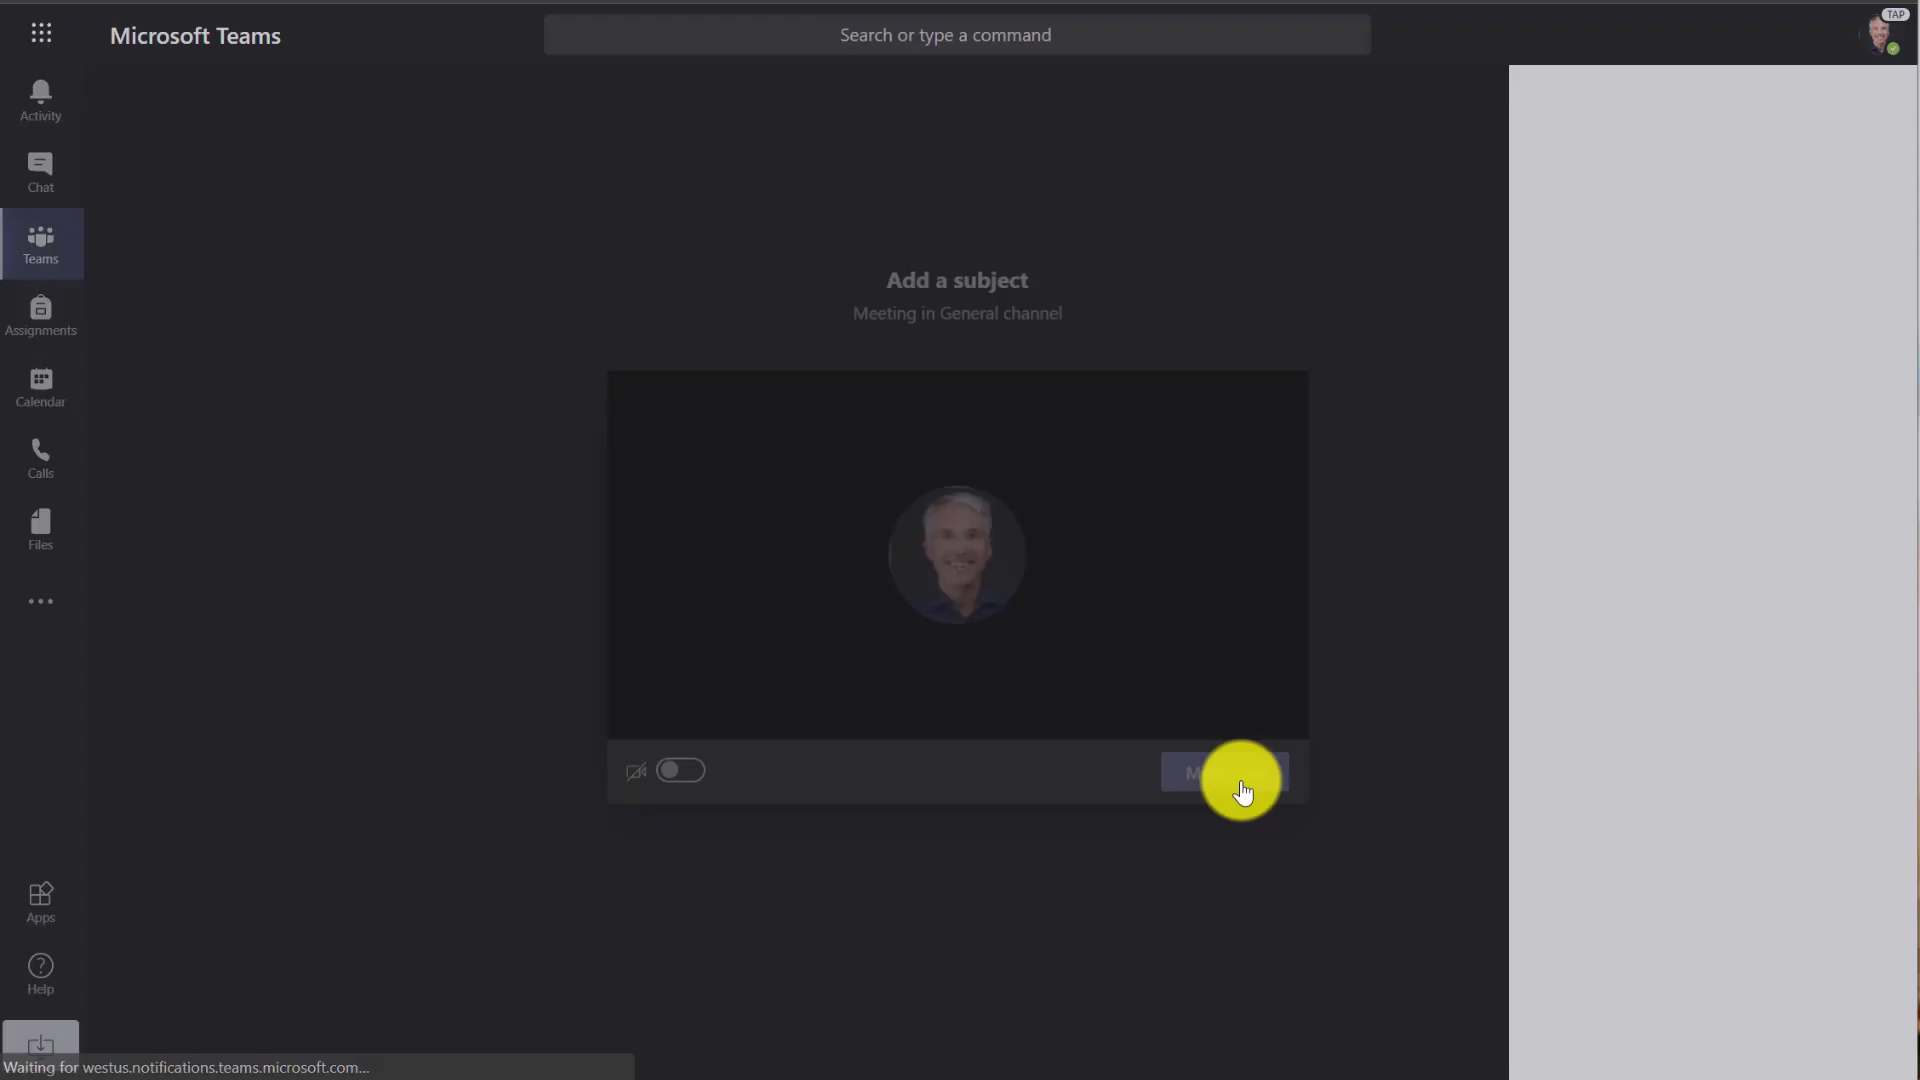 Microsoft Teams
Search or type a command
TAP
Activity
Chat
Teams
Assignments
Calendar
Calls
Files
Add a subject
Meeting in General channel
Apps
Help
Waiting for westus.notifications.teams.microsoft.com...